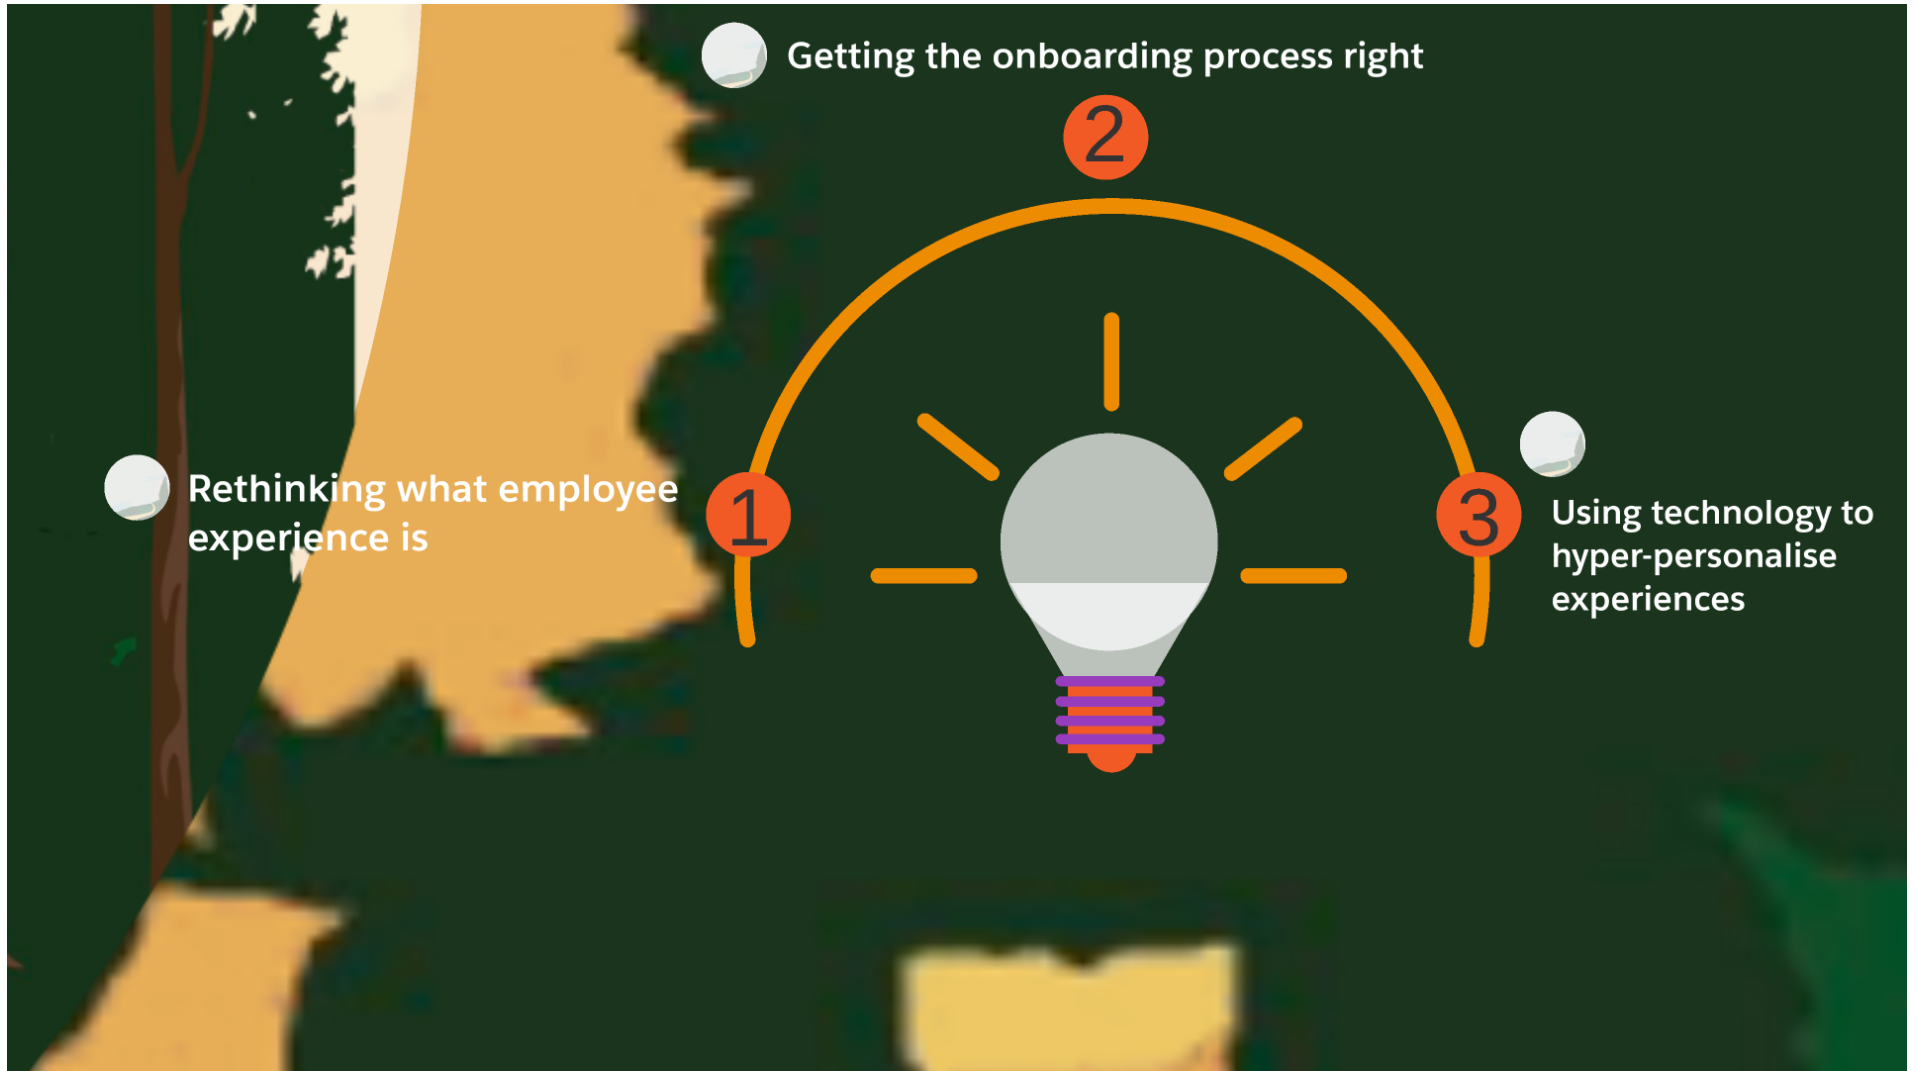 Getting the onboarding process right
2
1
Rethinking what employee
experience is
3
Using technology to
hyper-personalise
experiences